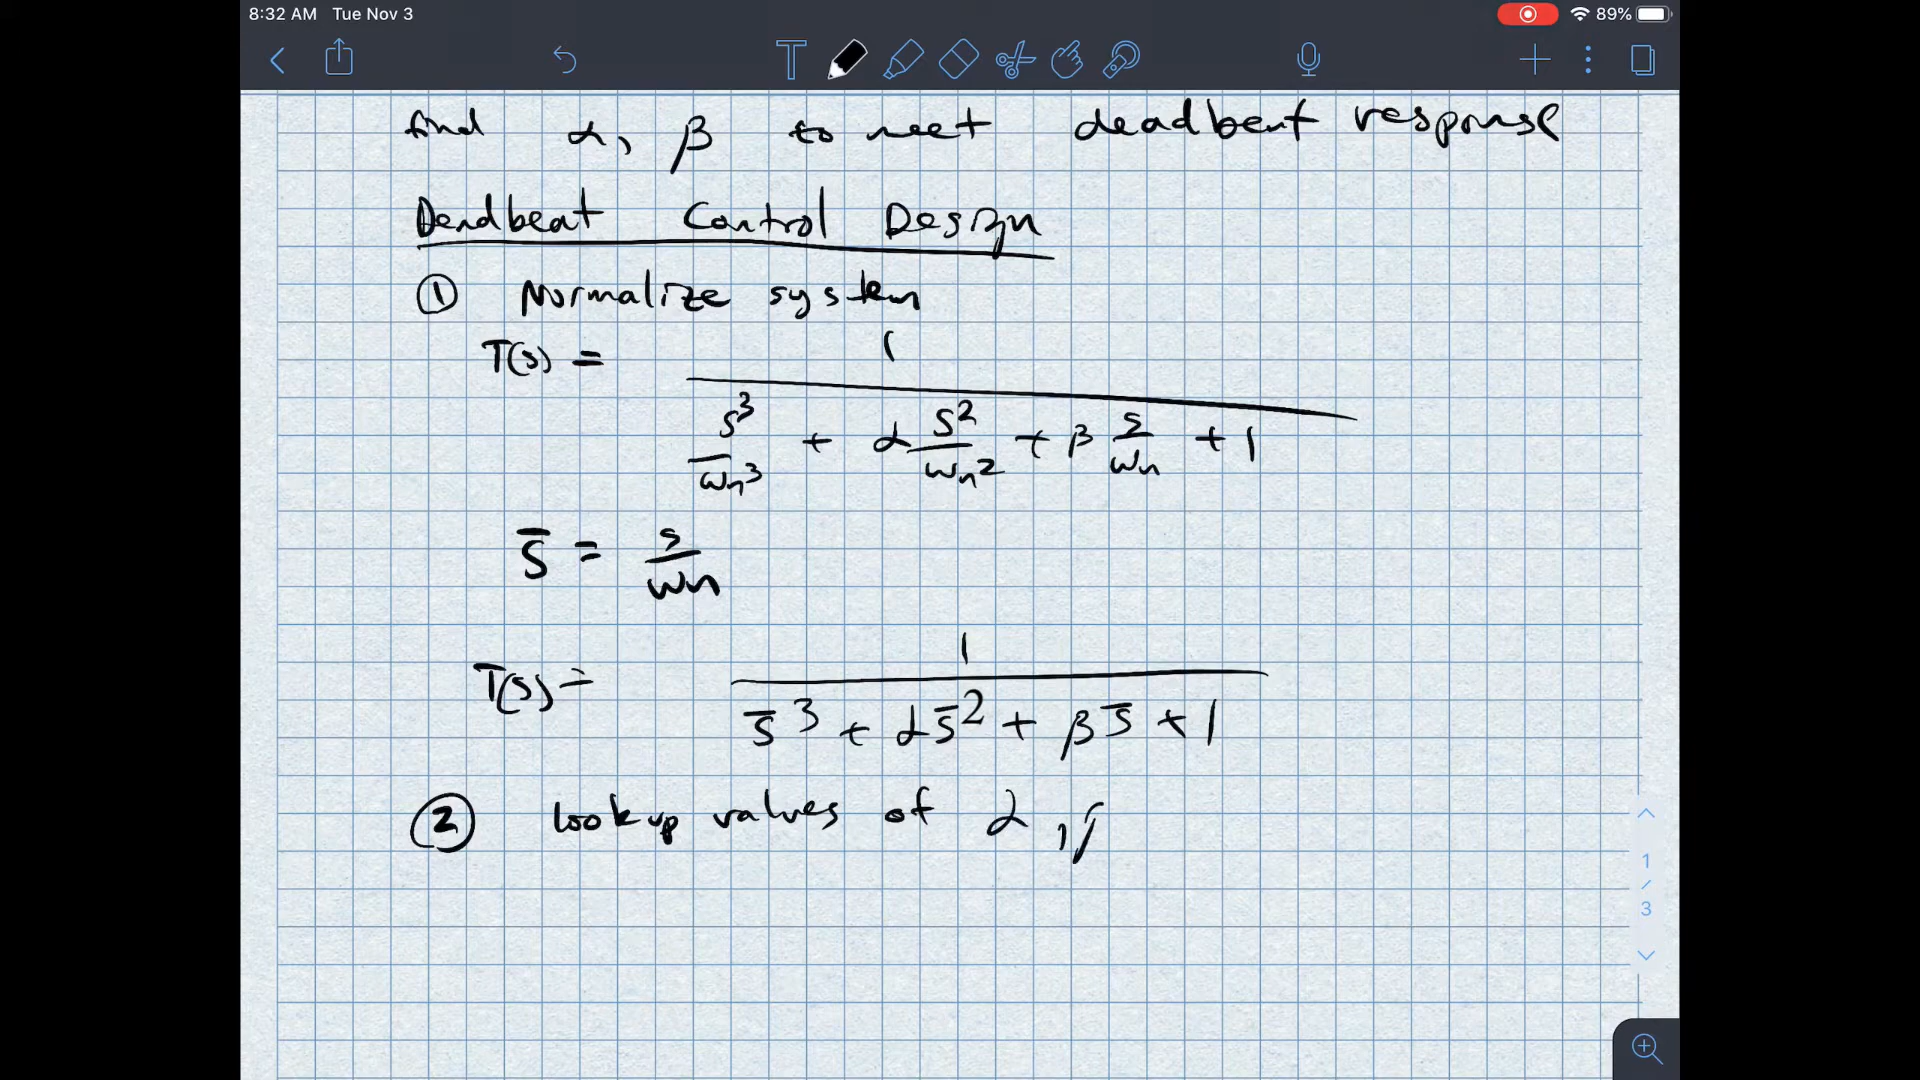 8:32 AM Tue Nov 3 89%
find α, β to meet deadbeat response
Deadbeat Control Design
① Normalize system
T(s) = 1 / (s³/ωn³ + α s²/ωn² + β s/ωn + 1)
s̄ = s/ωn
T(s) = 1 / (s̄³ + αs̄² + βs̄ + 1)
② lookup values of α,
1 / 3